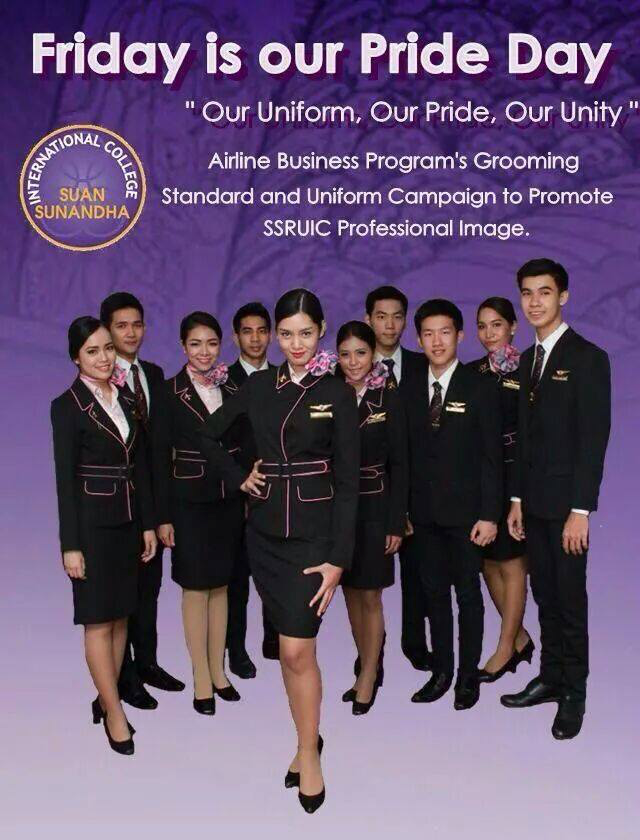 Friday is our Pride Day
" Our Uniform, Our Pride, Our Unity "
INTERNATIONAL COLLEGE
SUAN
SUNANDHA
Airline Business Program's Grooming
Standard and Uniform Campaign to Promote
SSRUIC Professional Image.